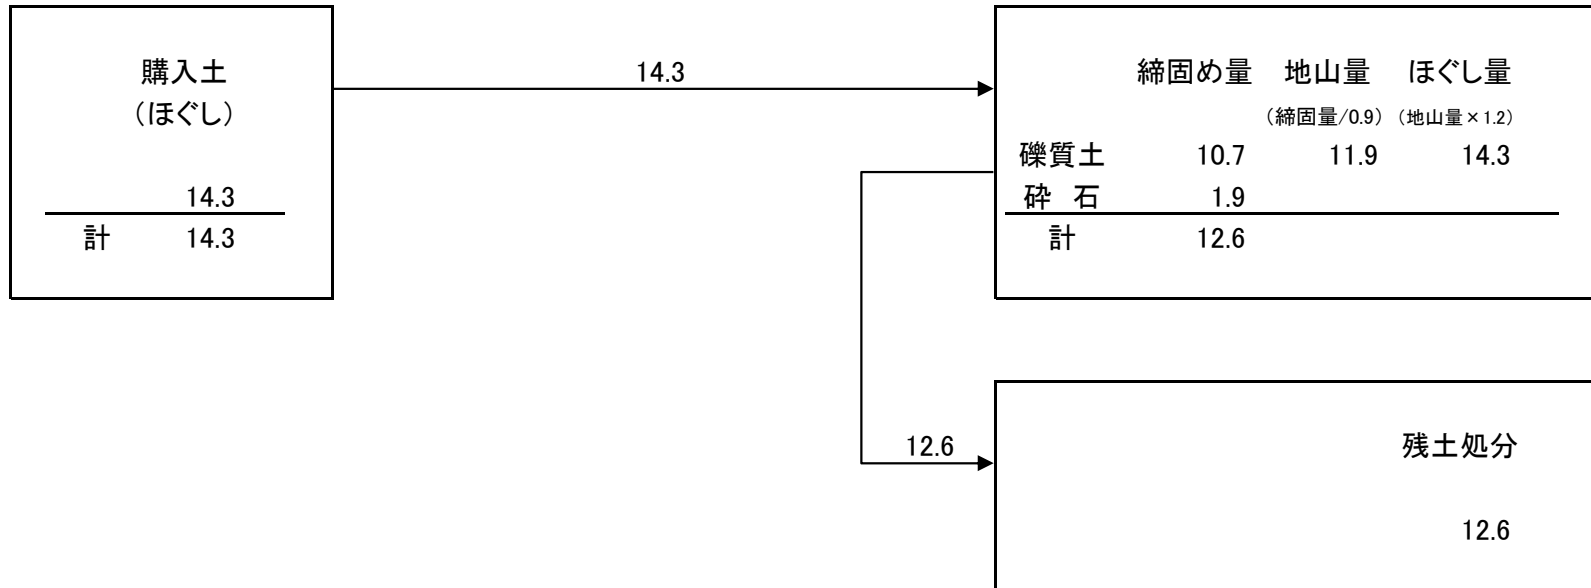 購入土
（ほぐし）
14.3
計 14.3
14.3
締固め量 地山量 ほぐし量
（締固量/0.9） （地山量×1.2）
礫質土 10.7 11.9 14.3
砕 石 1.9
計 12.6
12.6
残土処分
12.6